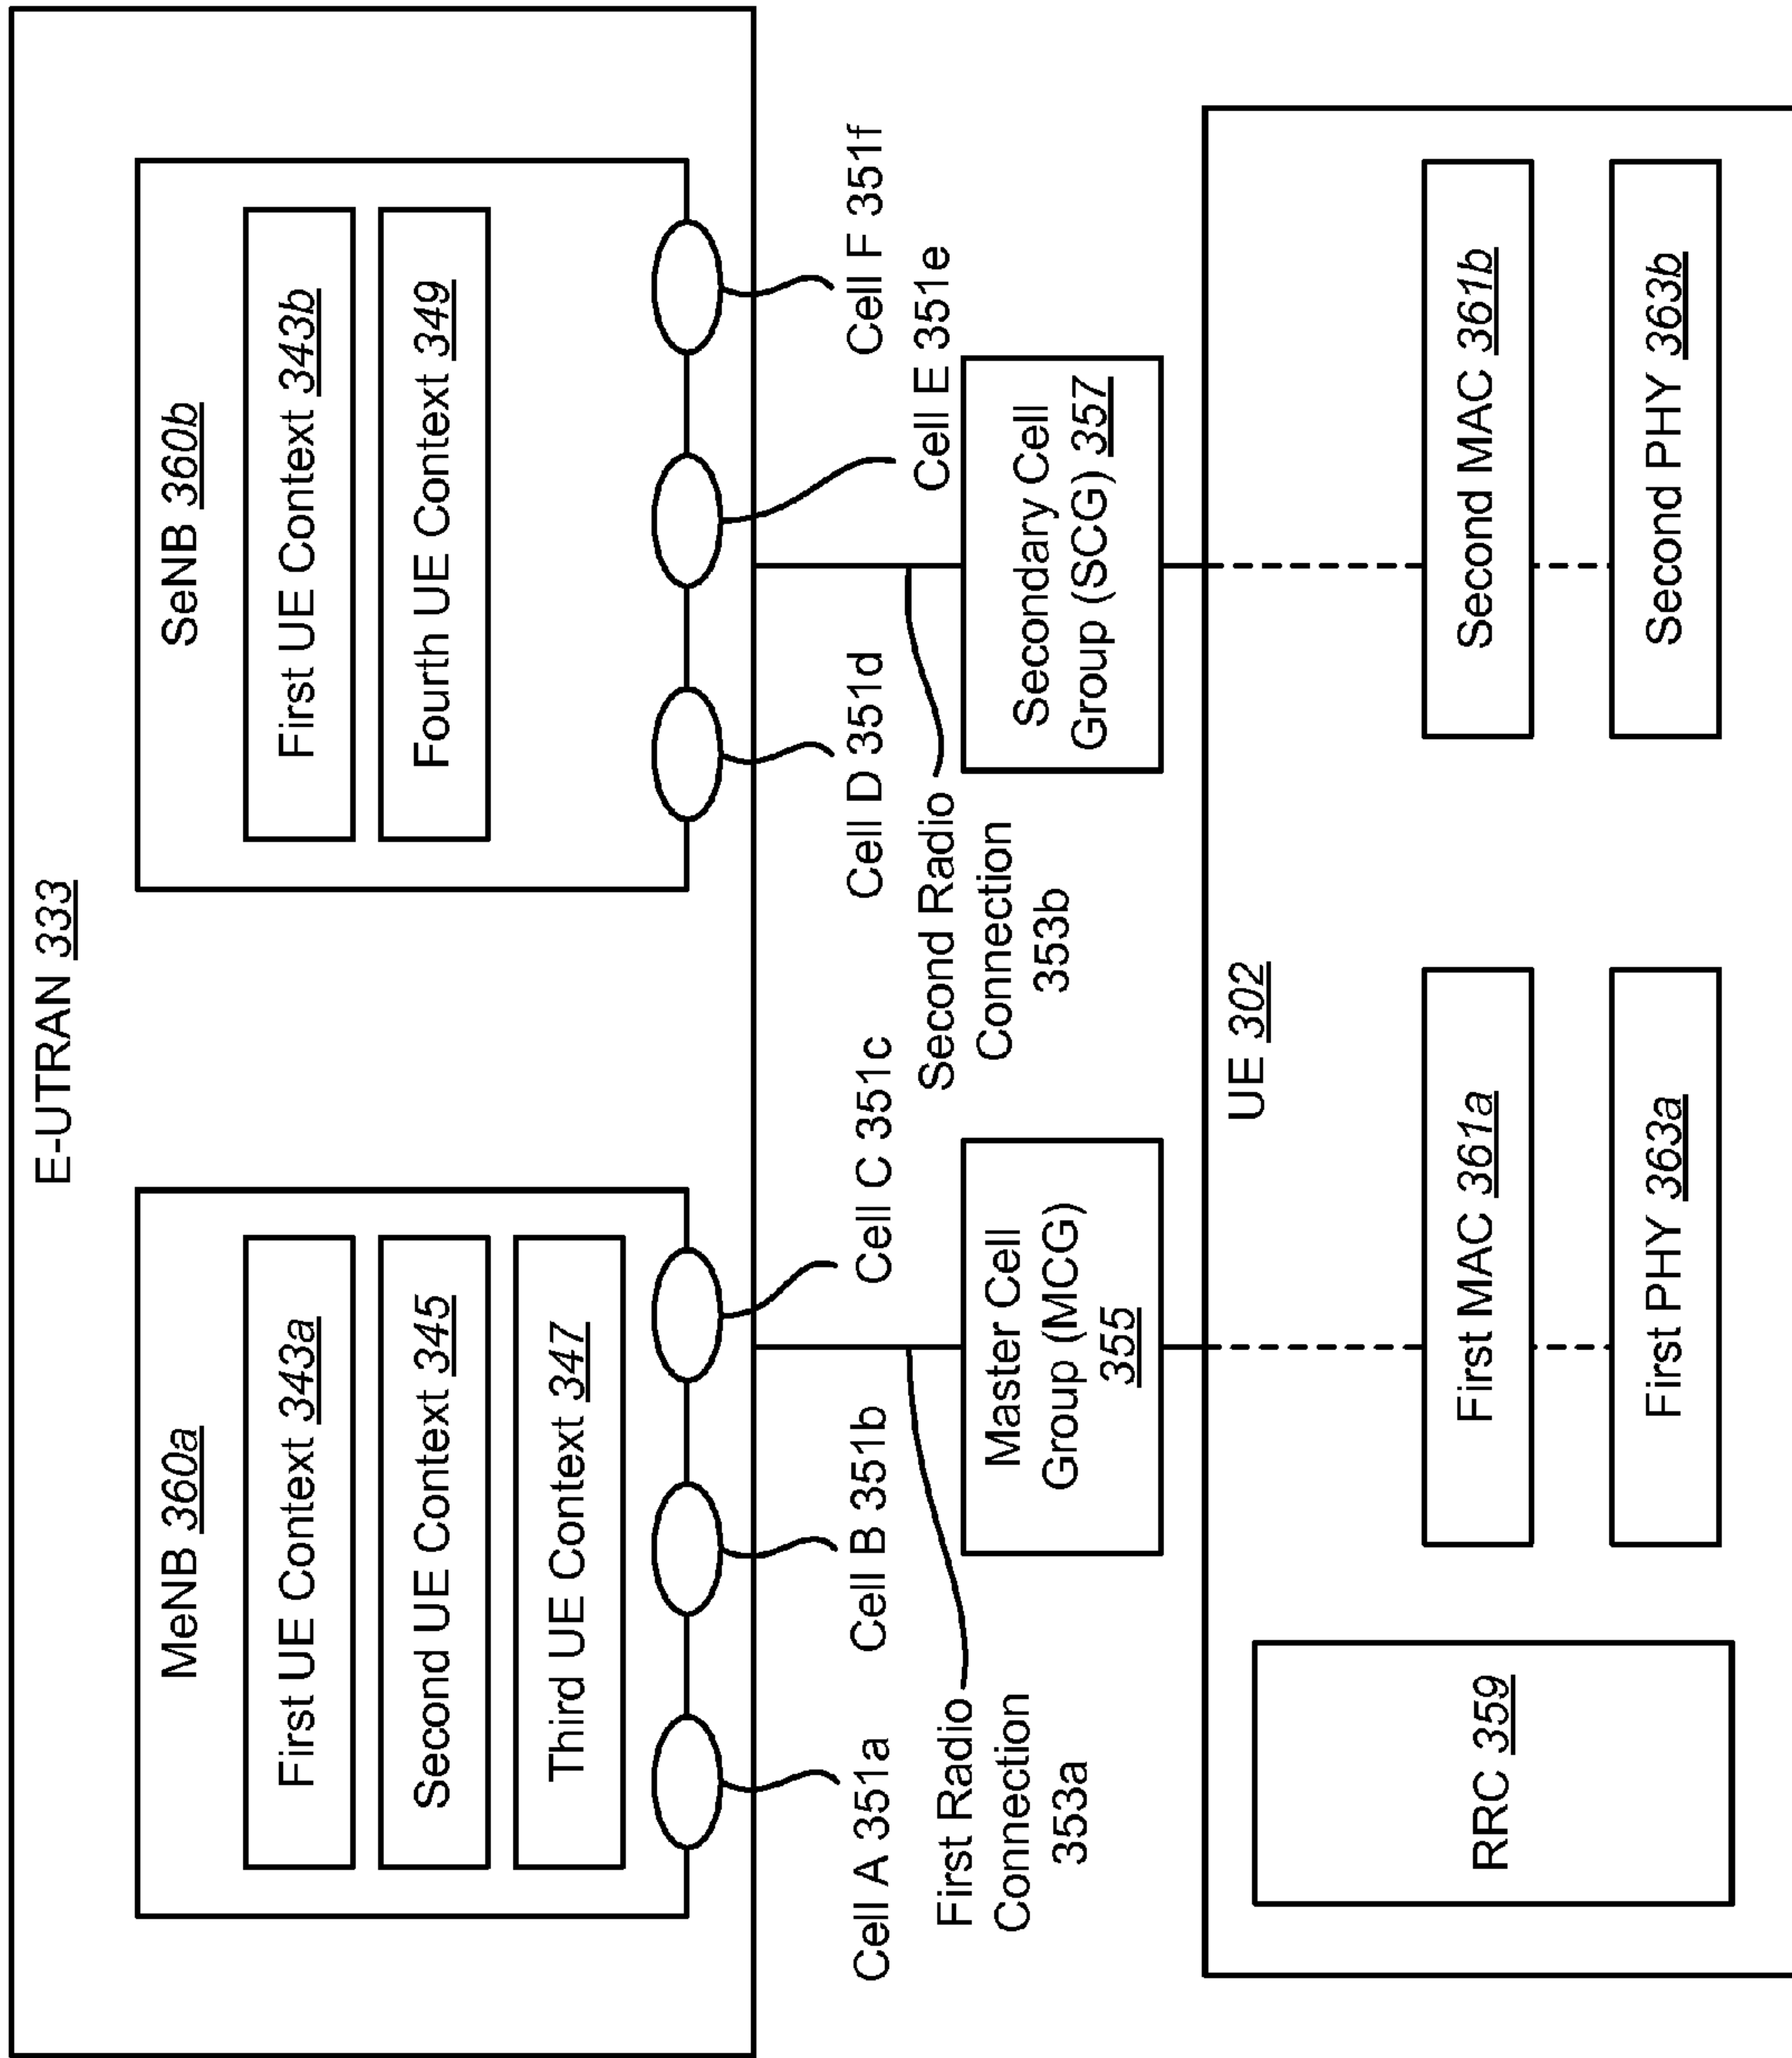 E-UTRAN 333
MeNB 360a
First UE Context 343a
Second UE Context 345
Third UE Context 347
SeNB 360b
First UE Context 343b
Fourth UE Context 349
Cell A 351a
Cell B 351b
Cell C 351c
Cell D 351d
Cell E 351e
Cell F 351f
First Radio
Connection
353a
Master Cell
Group (MCG)
355
Second Radio
Connection
353b
Secondary Cell
Group (SCG) 357
UE 302
RRC 359
First MAC 361a
First PHY 363a
Second MAC 361b
Second PHY 363b